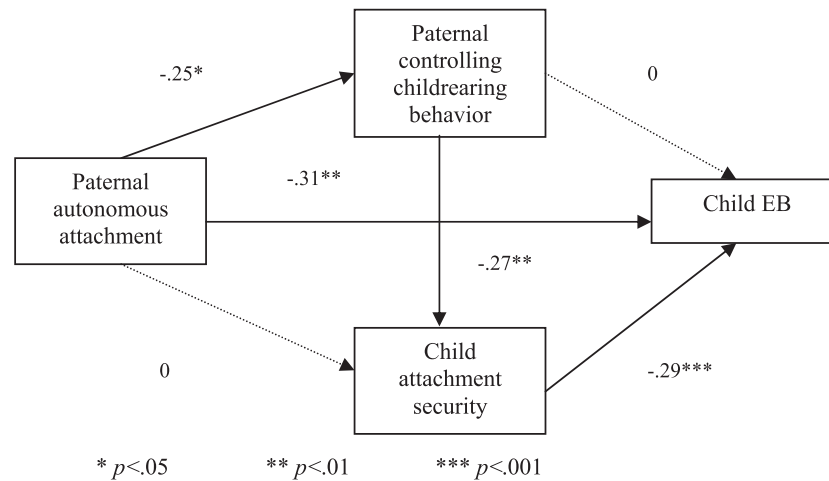 Paternal
controlling
childrearing
behavior
-.25*
0
Paternal
autonomous
attachment
-.31**
Child EB
-.27**
Child
attachment
security
0
-.29***
* p<.05 ** p<.01 *** p<.001